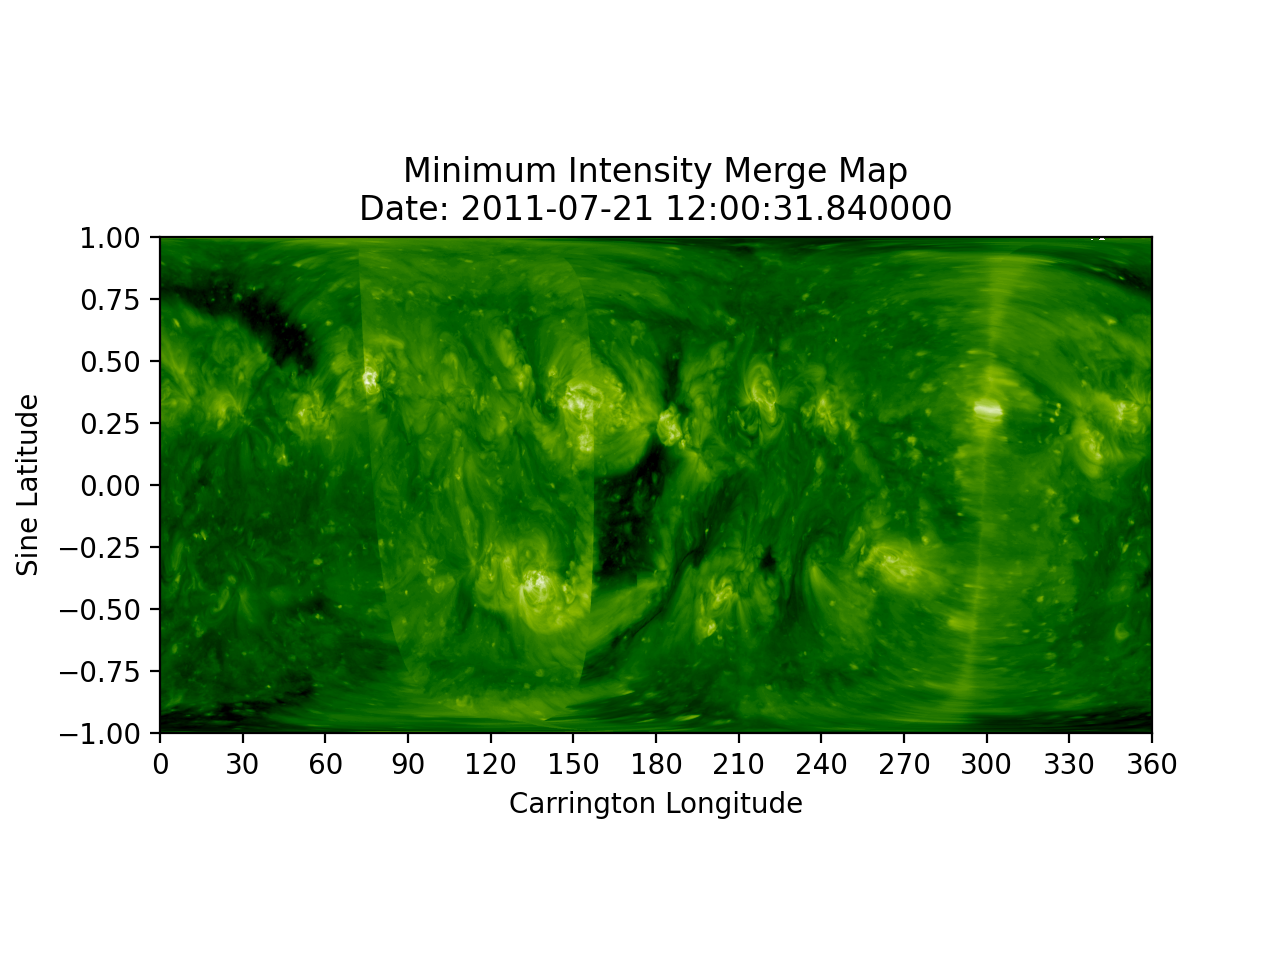 Minimum Intensity Merge Map
Date: 2011-07-21 12:00:31.840000
1.00
0.75
0.50
0.25
0.00
−0.25
−0.50
−0.75
−1.00
Sine Latitude
0 30 60 90 120 150 180 210 240 270 300 330 360
Carrington Longitude